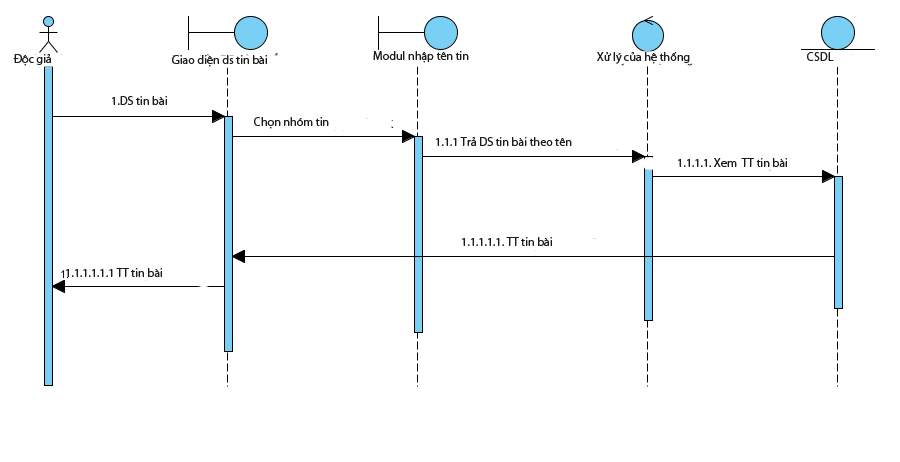 Độc giả
Giao diện ds tin bài
Modul nhập tên tin
Xử lý của hệ thống
CSDL
1.DS tin bài
Chọn nhóm tin
1.1.1 Trả DS tin bài theo tên
1.1.1.1. Xem TT tin bài
1.1.1.1.1. TT tin bài
1.1.1.1.1.1 TT tin bài